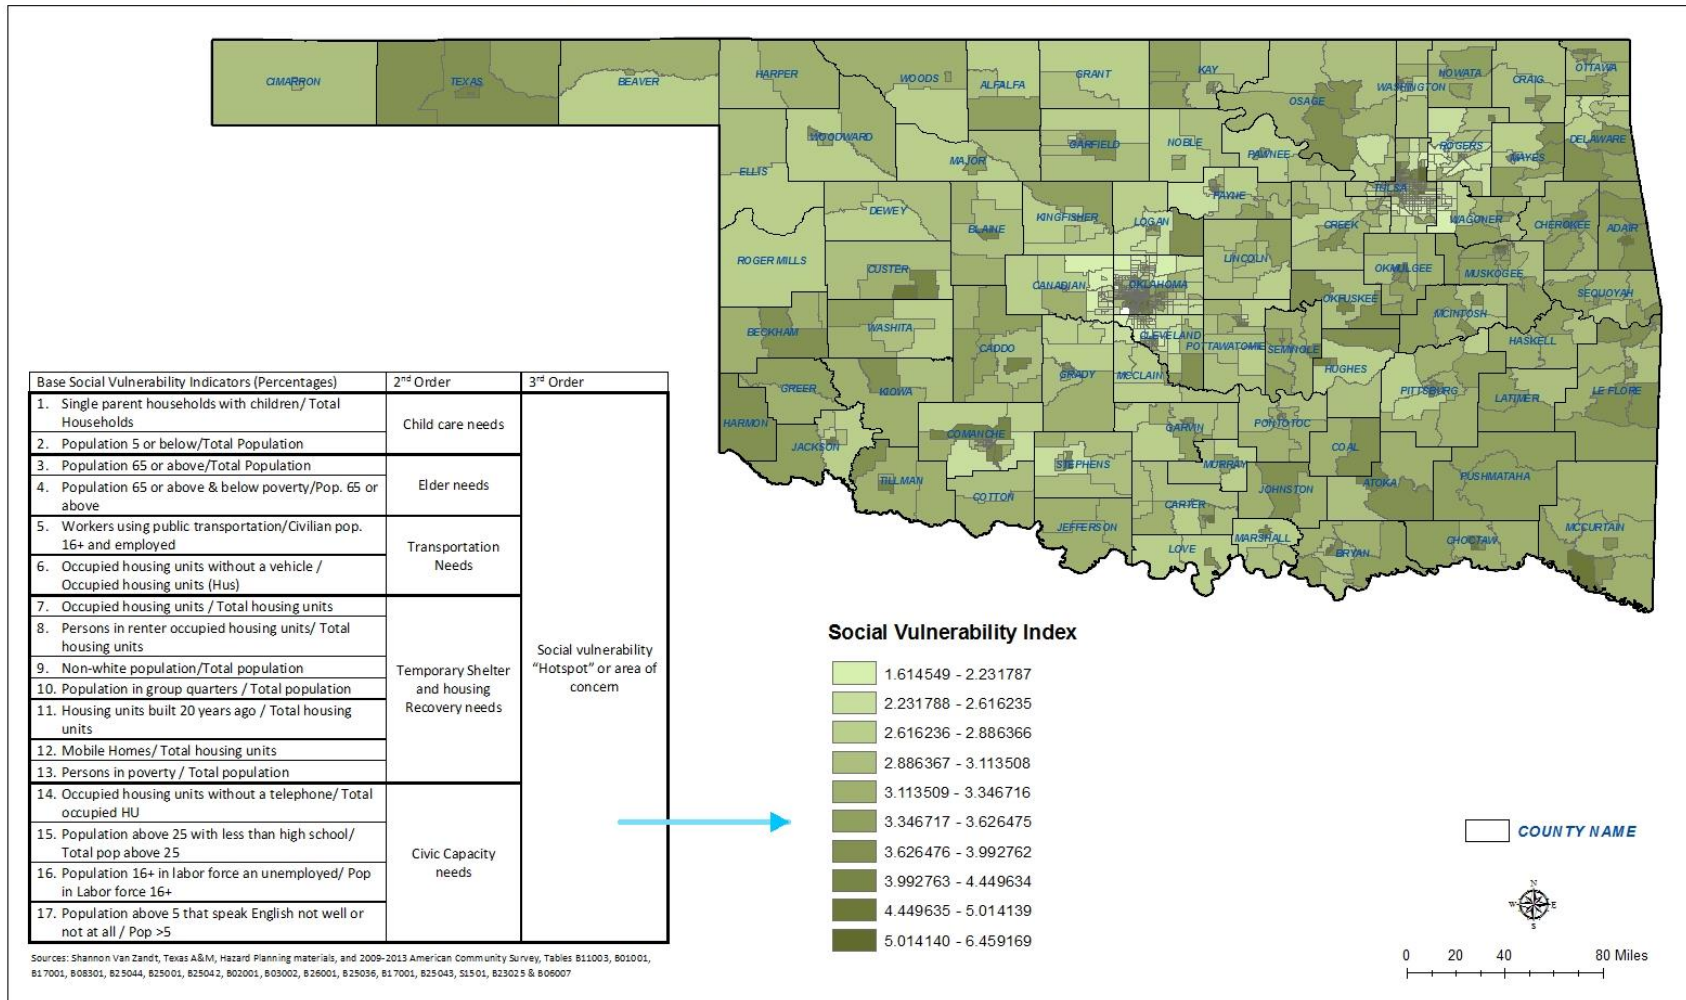 CIMARRON
TEXAS
BEAVER
HARPER
WOODS
ALFALFA
GRANT
KAY
OSAGE
WASHINGTON
NOWATA
CRAIG
OTTAWA
WOODWARD
MAJOR
GARFIELD
NOBLE
PAWNEE
ROGERS
MAYES
DELAWARE
ELLIS
DEWEY
BLAINE
KINGFISHER
LOGAN
PAYNE
TULSA
CREEK
WAGONER
CHEROKEE
ADAIR
ROGER MILLS
CUSTER
CANADIAN
OKLAHOMA
LINCOLN
OKMULGEE
MUSKOGEE
SEQUOYAH
BECKHAM
WASHITA
CADDO
CLEVELAND
POTTAWATOMIE
SEMINOLE
OKFUSKEE
MCINTOSH
HASKELL
GREER
KIOWA
GRADY
MCCLAIN
HUGHES
PITTSBURG
LATIMER
LE FLORE
HARMON
JACKSON
COMANCHE
GARVIN
PONTOTOC
COAL
TILLMAN
COTTON
STEPHENS
MURRAY
JOHNSTON
ATOKA
PUSHMATAHA
JEFFERSON
CARTER
LOVE
MARSHALL
BRYAN
CHOCTAW
MCCURTAIN
Base Social Vulnerability Indicators (Percentages)
2nd Order
3rd Order
1. Single parent households with children/ Total
Households
2. Population 5 or below/Total Population
Child care needs
3. Population 65 or above/Total Population
4. Population 65 or above & below poverty/Pop. 65 or
above
Elder needs
5. Workers using public transportation/Civilian pop.
16+ and employed
6. Occupied housing units without a vehicle /
Occupied housing units (Hus)
Transportation
Needs
7. Occupied housing units / Total housing units
8. Persons in renter occupied housing units/ Total
housing units
9. Non-white population/Total population
10. Population in group quarters / Total population
11. Housing units built 20 years ago / Total housing
units
12. Mobile Homes/ Total housing units
13. Persons in poverty / Total population
Temporary Shelter
and housing
Recovery needs
14. Occupied housing units without a telephone/ Total
occupied HU
15. Population above 25 with less than high school/
Total pop above 25
16. Population 16+ in labor force an unemployed/ Pop
in Labor force 16+
17. Population above 5 that speak English not well or
not at all / Pop >5
Civic Capacity
needs
Social vulnerability
"Hotspot" or area of
concern
Sources: Shannon Van Zandt, Texas A&M, Hazard Planning materials, and 2009-2013 American Community Survey, Tables B11003, B01001,
B17001, B08301, B25044, B25001, B25042, B02001, B03002, B26001, B25036, B17001, B25043, S1501, B23025 & B06007
Social Vulnerability Index
1.614549 - 2.231787
2.231788 - 2.616235
2.616236 - 2.886366
2.886367 - 3.113508
3.113509 - 3.346716
3.346717 - 3.626475
3.626476 - 3.992762
3.992763 - 4.449634
4.449635 - 5.014139
5.014140 - 6.459169
COUNTY NAME
N
W E
S
0 20 40 80 Miles